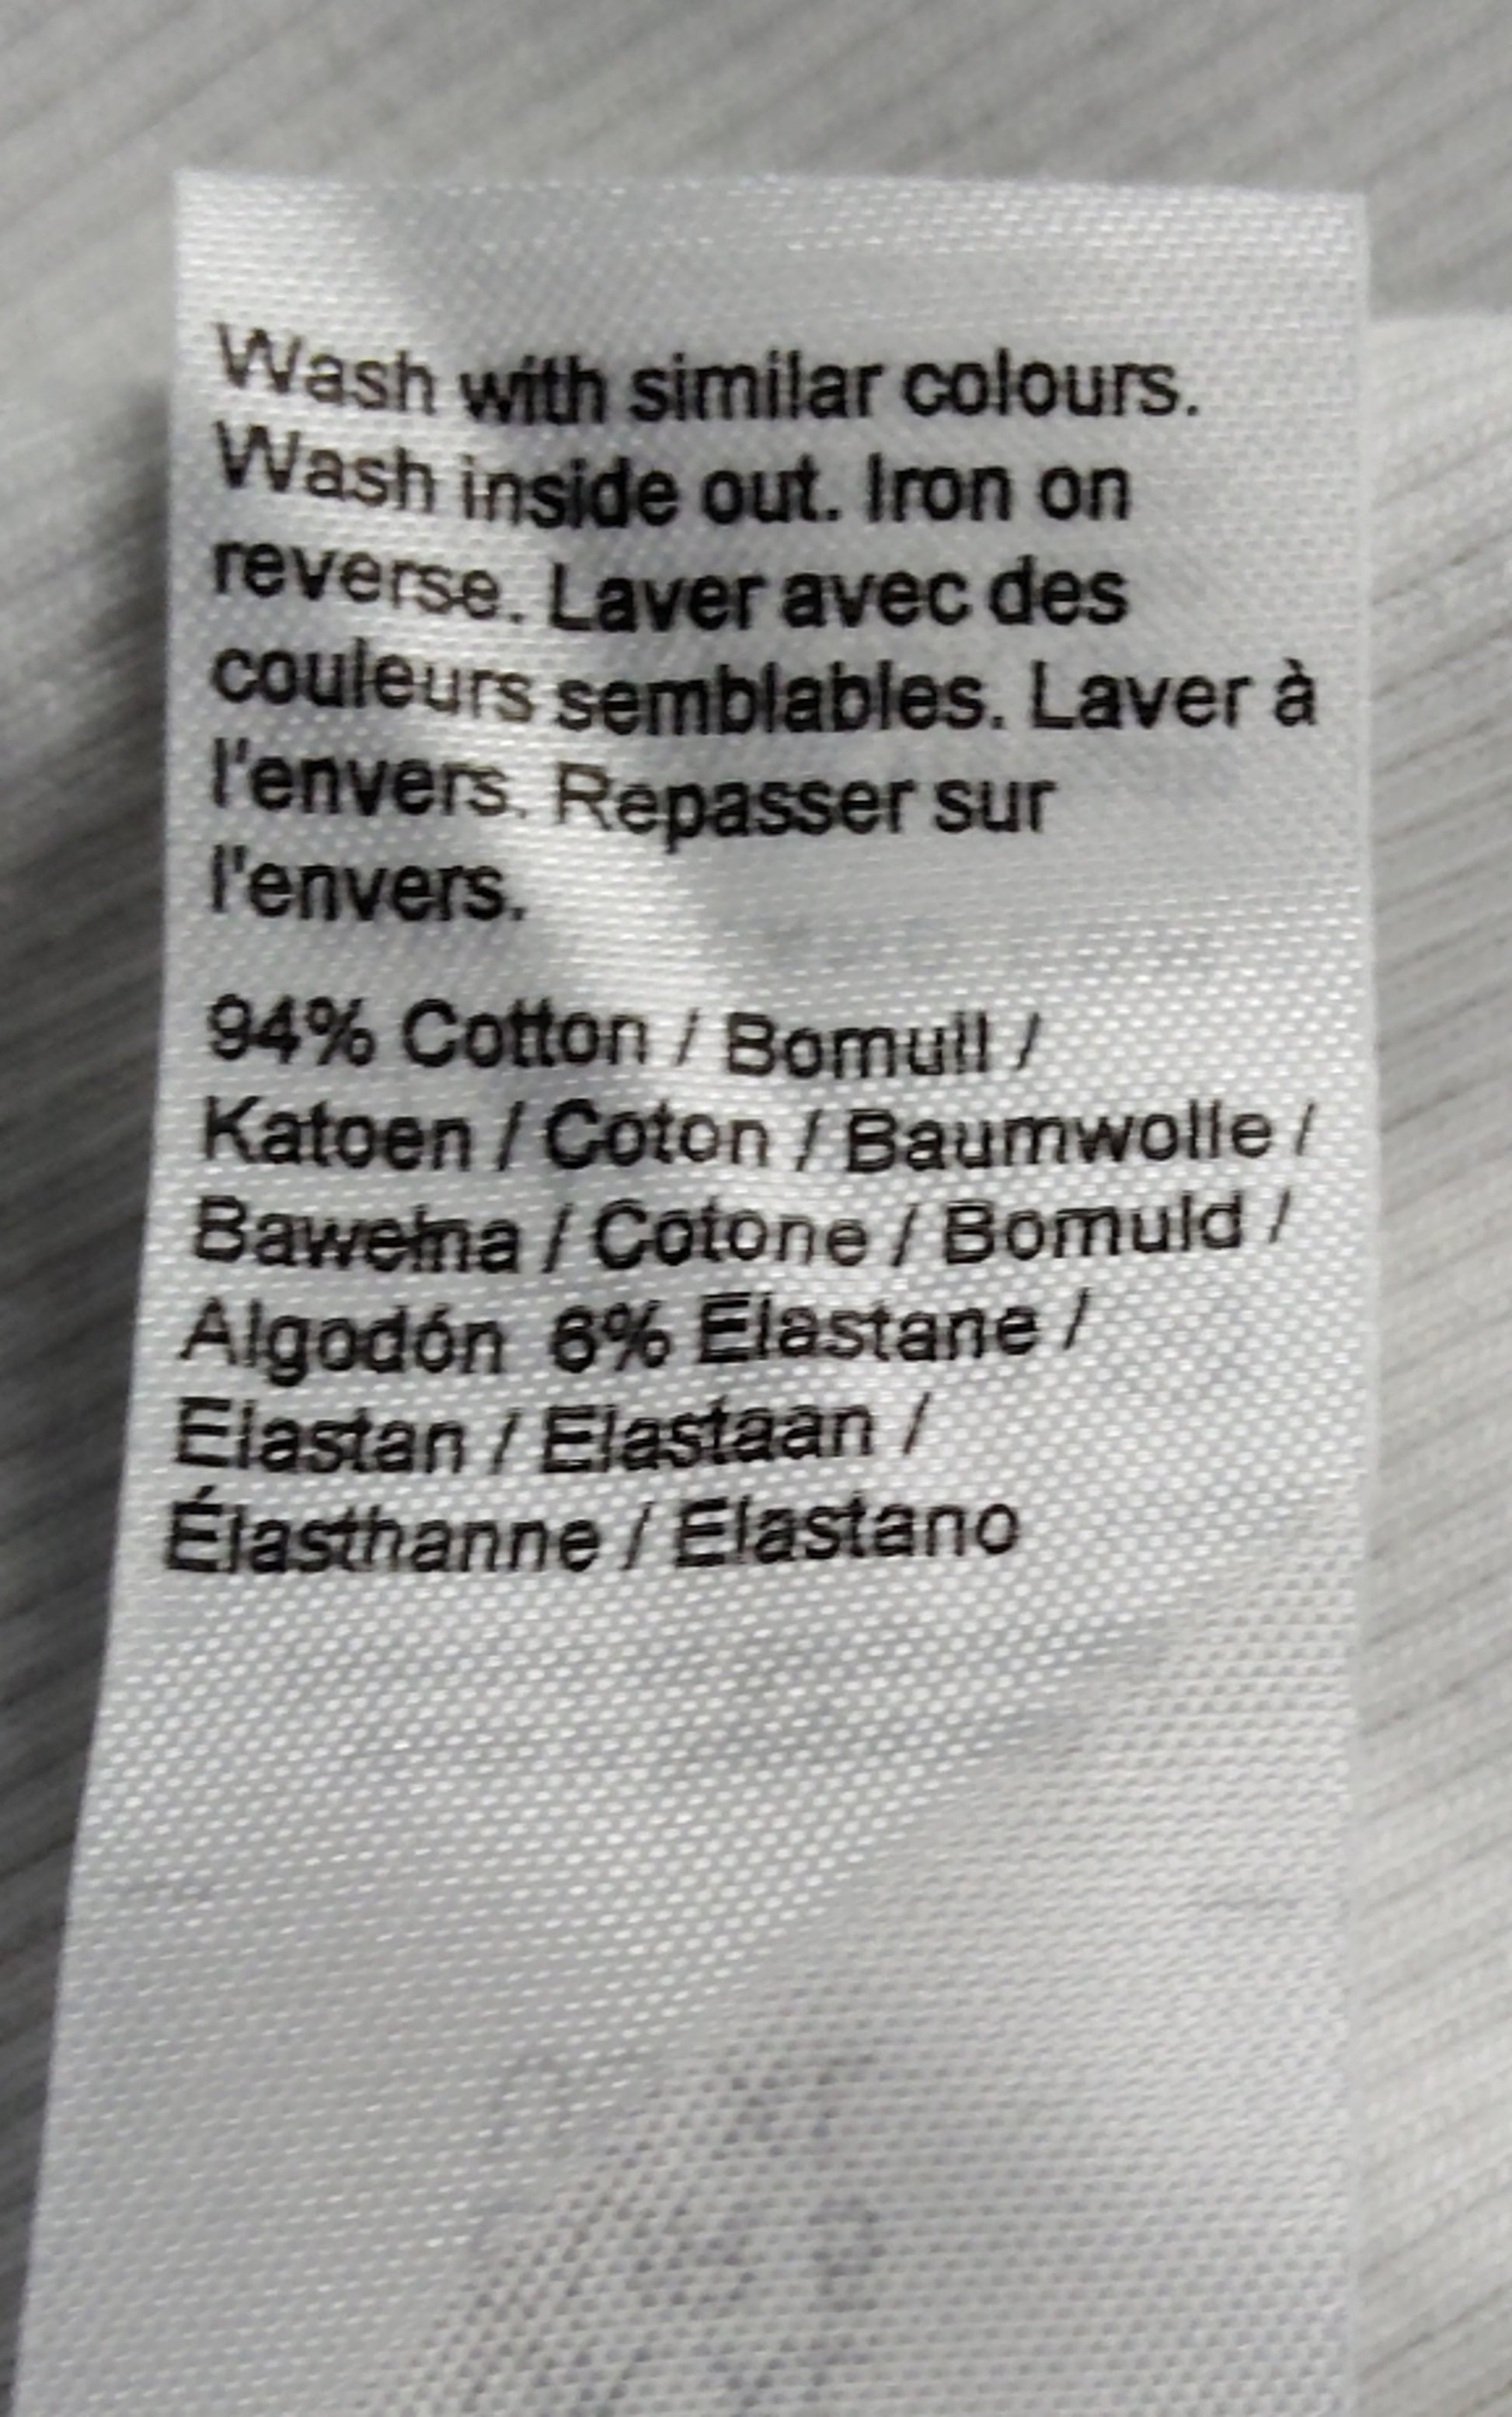 Wash with similar colours.
Wash inside out. Iron on
reverse. Laver avec des
couleurs semblables. Laver à
l'envers. Repasser sur
l'envers.
94% Cotton / Bomull /
Katoen / Coton / Baumwolle /
Bawełna / Cotone / Bomuld /
Algodón 6% Elastane /
Elastan / Elastaan /
Élasthanne / Elastano